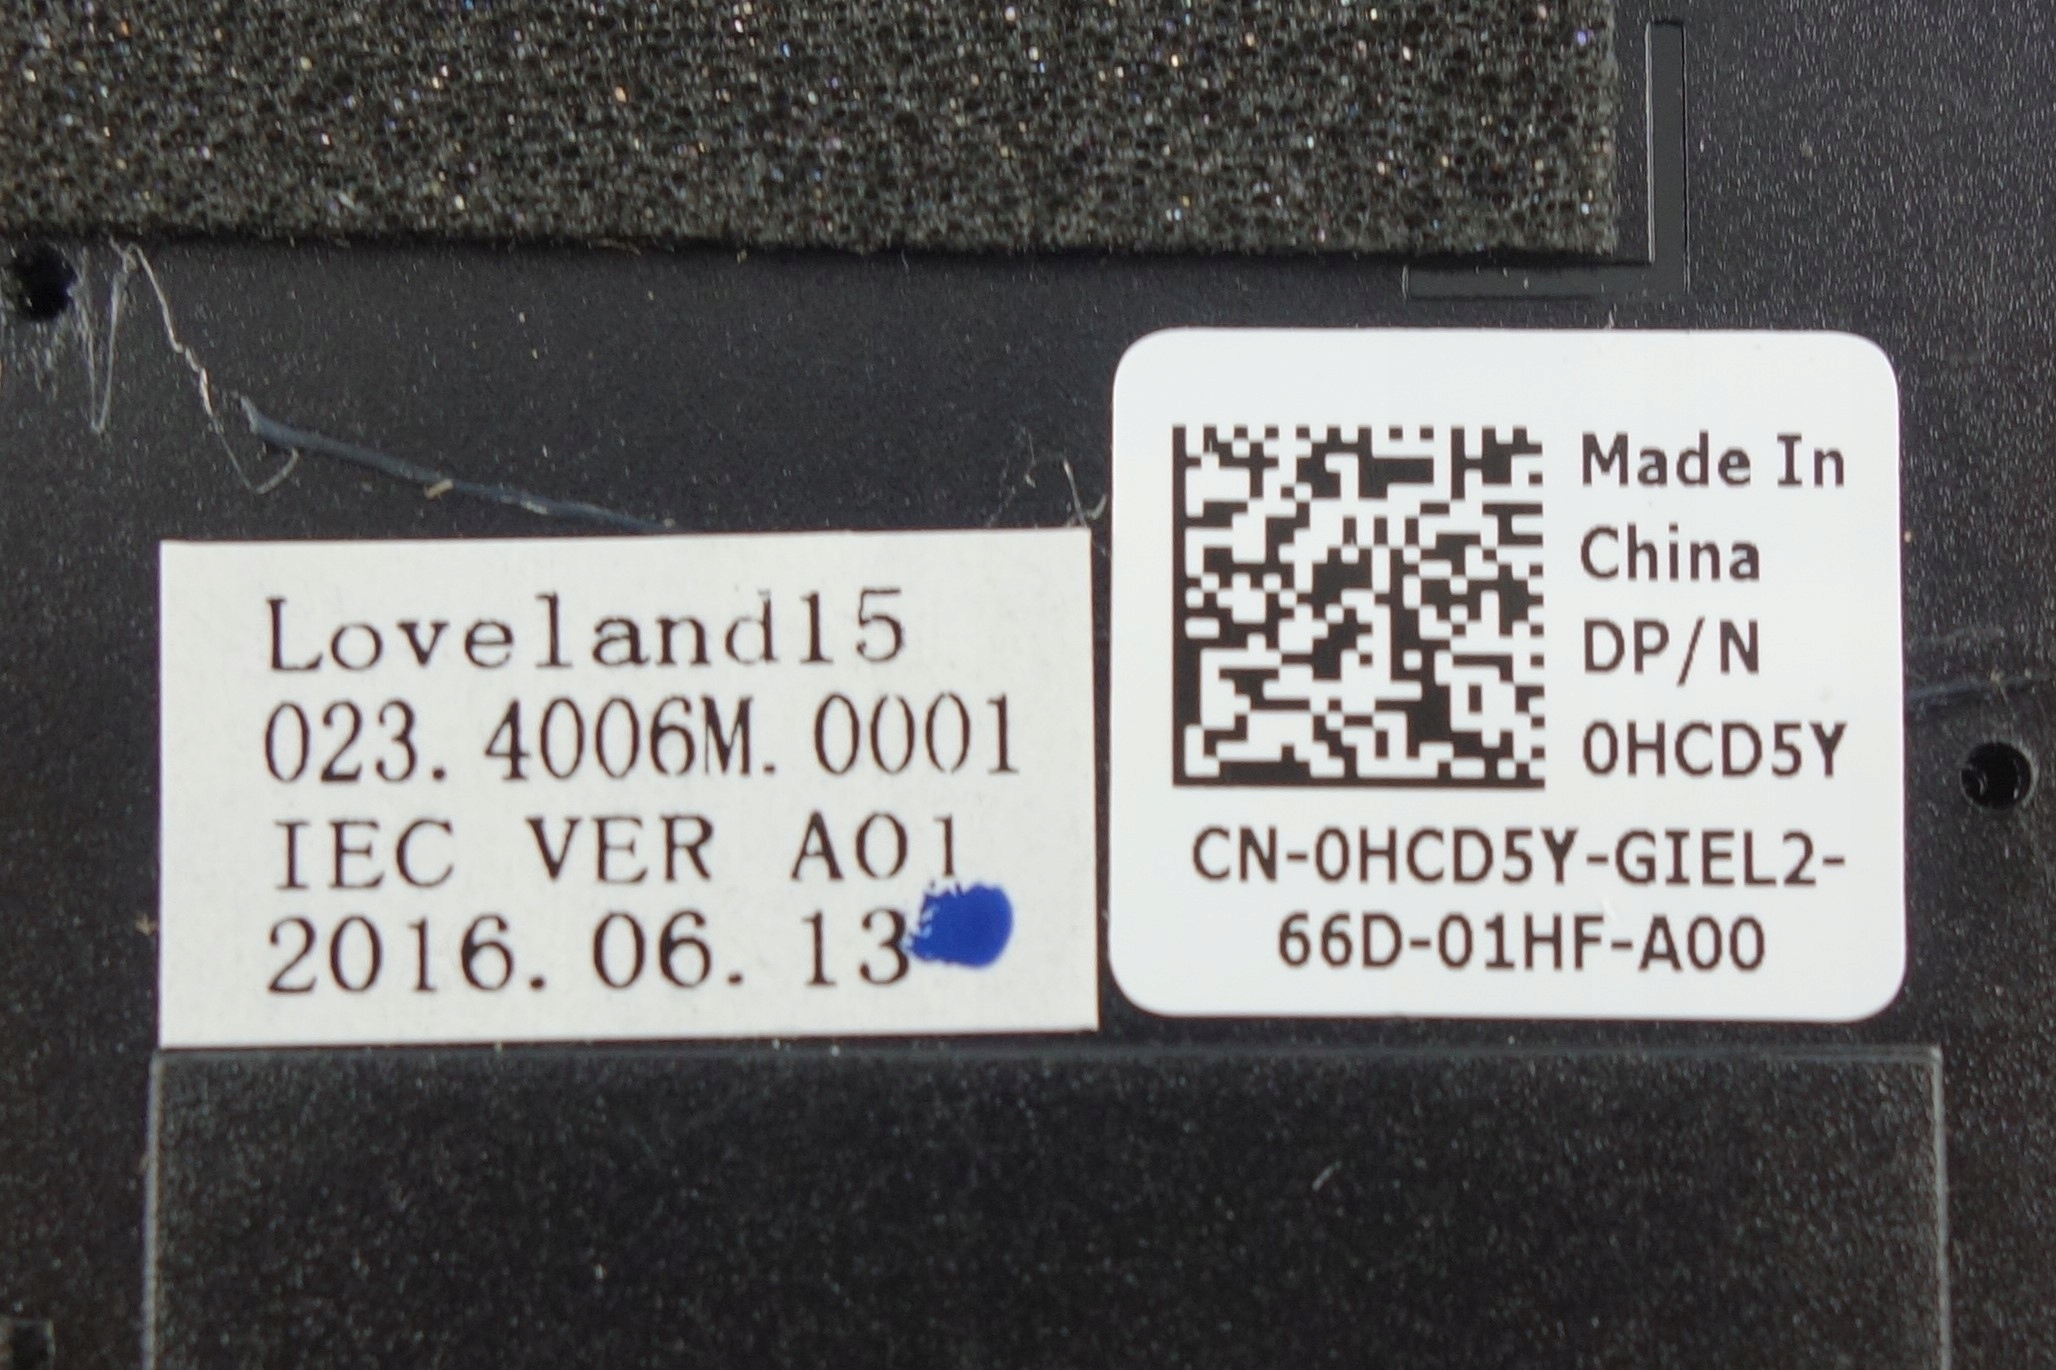 Loveland15
023.4006M.0001
IEC VER A01
2016.06.13
Made In
China
DP/N
0HCD5Y
CN-0HCD5Y-GIEL2-
66D-01HF-A00